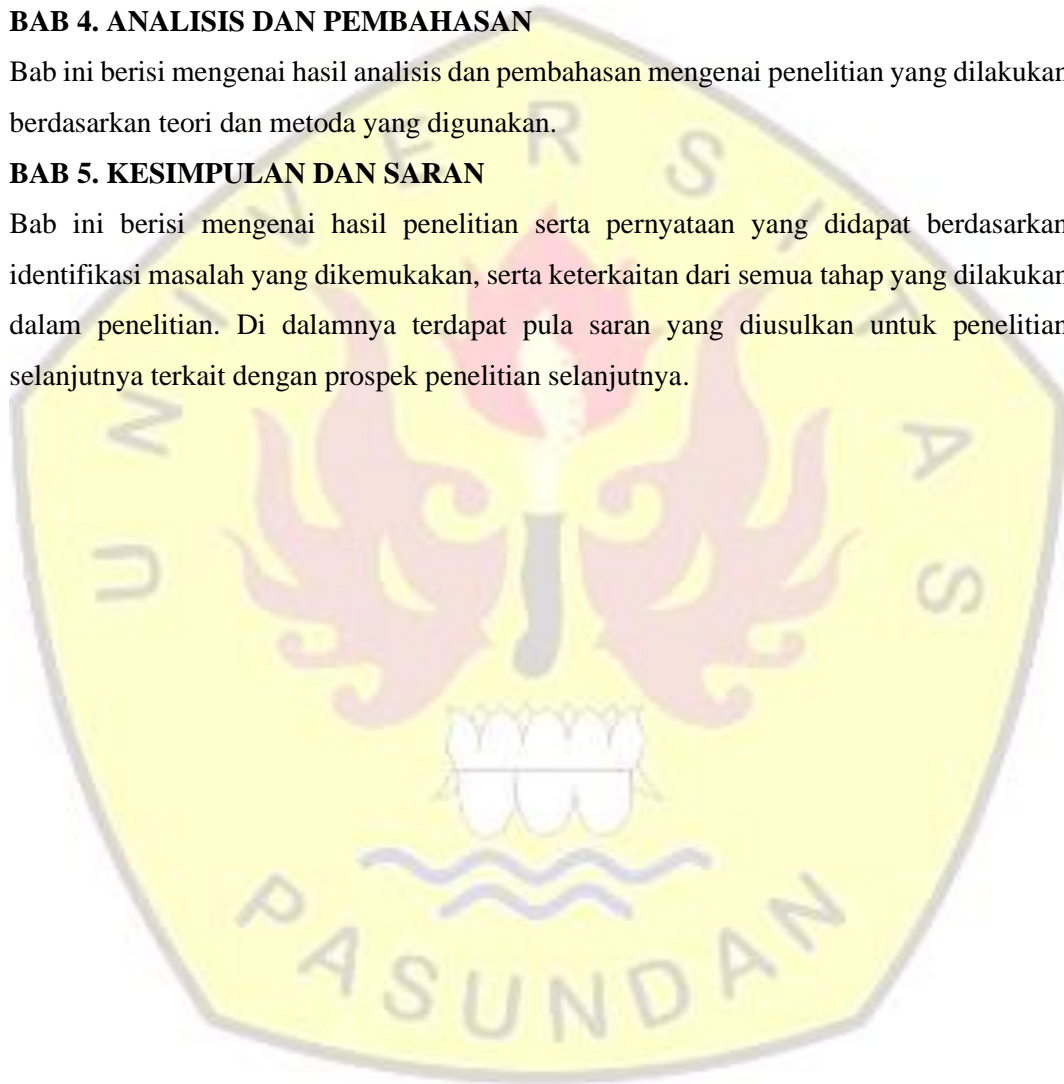 BAB 4. ANALISIS DAN PEMBAHASAN
Bab ini berisi mengenai hasil analisis dan pembahasan mengenai penelitian yang dilakukan
berdasarkan teori dan metoda yang digunakan.
BAB 5. KESIMPULAN DAN SARAN
Bab ini berisi mengenai hasil penelitian serta pernyataan yang didapat berdasarkan
identifikasi masalah yang dikemukakan, serta keterkaitan dari semua tahap yang dilakukan
dalam penelitian. Di dalamnya terdapat pula saran yang diusulkan untuk penelitian
selanjutnya terkait dengan prospek penelitian selanjutnya.
UNIVERSITAS
PASUNDAN